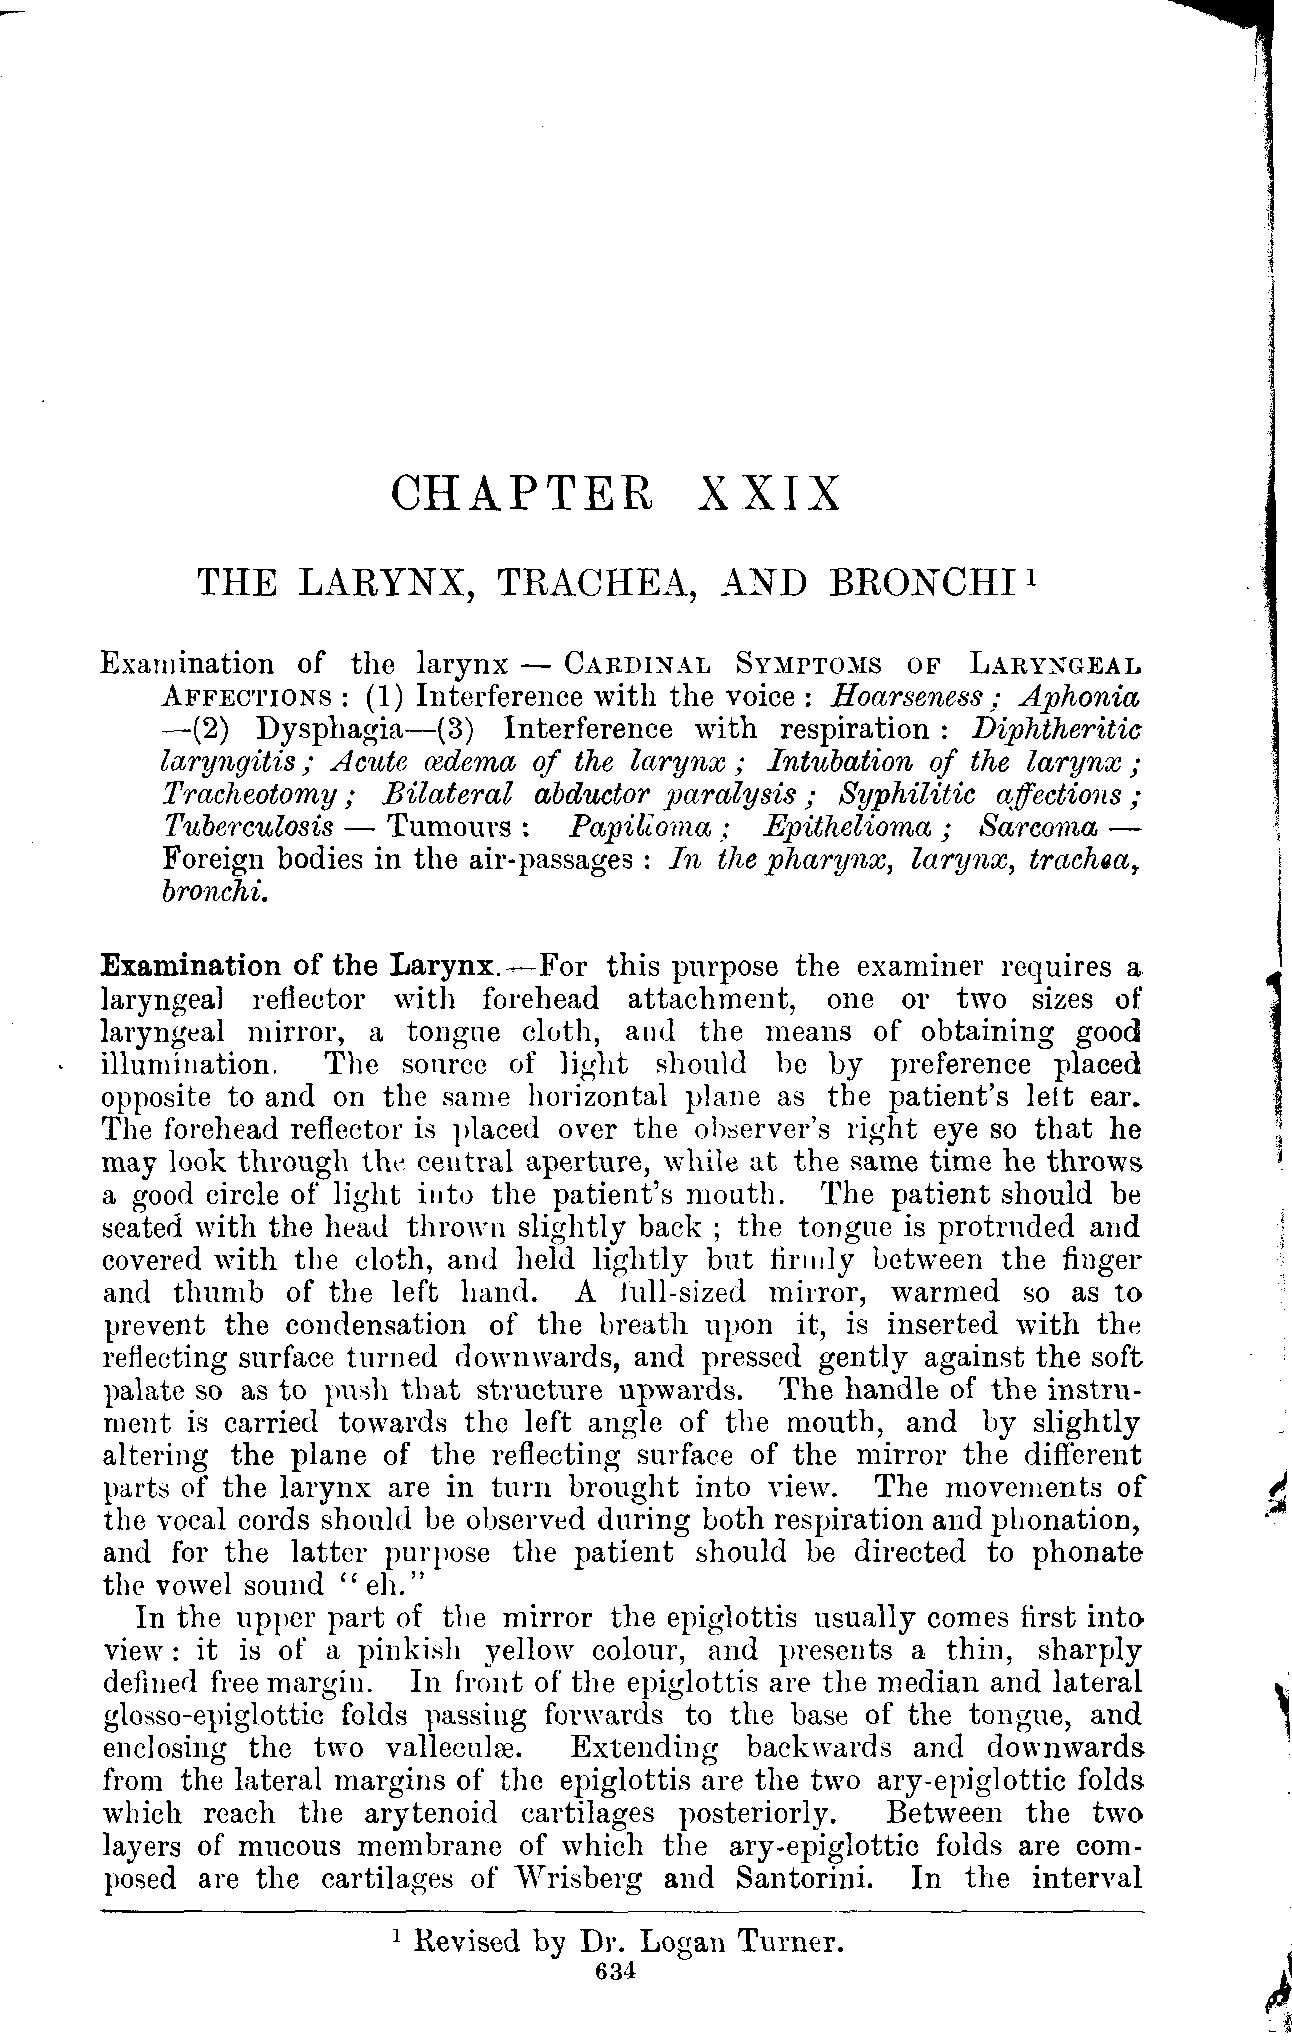 CHAPTER XXIX
THE LARYNX, TRACHEA, AND BRONCHI ¹
Examination of the larynx — CARDINAL SYMPTOMS OF LARYNGEAL
AFFECTIONS : (1) Interference with the voice : Hoarseness ; Aphonia
—(2) Dysphagia—(3) Interference with respiration : Diphtheritic
laryngitis ; Acute œdema of the larynx ; Intubation of the larynx ;
Tracheotomy ; Bilateral abductor paralysis ; Syphilitic affections ;
Tuberculosis — Tumours : Papilloma ; Epithelioma ; Sarcoma —
Foreign bodies in the air-passages : In the pharynx, larynx, trachea,
bronchi.
Examination of the Larynx.—For this purpose the examiner requires a
laryngeal reflector with forehead attachment, one or two sizes of
laryngeal mirror, a tongue cloth, and the means of obtaining good
illumination. The source of light should be by preference placed
opposite to and on the same horizontal plane as the patient's left ear.
The forehead reflector is placed over the observer's right eye so that he
may look through the central aperture, while at the same time he throws
a good circle of light into the patient's mouth. The patient should be
seated with the head thrown slightly back ; the tongue is protruded and
covered with the cloth, and held lightly but firmly between the finger
and thumb of the left hand. A full-sized mirror, warmed so as to
prevent the condensation of the breath upon it, is inserted with the
reflecting surface turned downwards, and pressed gently against the soft
palate so as to push that structure upwards. The handle of the instru-
ment is carried towards the left angle of the mouth, and by slightly
altering the plane of the reflecting surface of the mirror the different
parts of the larynx are in turn brought into view. The movements of
the vocal cords should be observed during both respiration and phonation,
and for the latter purpose the patient should be directed to phonate
the vowel sound “eh.”
In the upper part of the mirror the epiglottis usually comes first into
view : it is of a pinkish yellow colour, and presents a thin, sharply
defined free margin. In front of the epiglottis are the median and lateral
glosso-epiglottic folds passing forwards to the base of the tongue, and
enclosing the two valleculæ. Extending backwards and downwards
from the lateral margins of the epiglottis are the two ary-epiglottic folds
which reach the arytenoid cartilages posteriorly. Between the two
layers of mucous membrane of which the ary-epiglottic folds are com-
posed are the cartilages of Wrisberg and Santorini. In the interval
¹ Revised by Dr. Logan Turner.
634